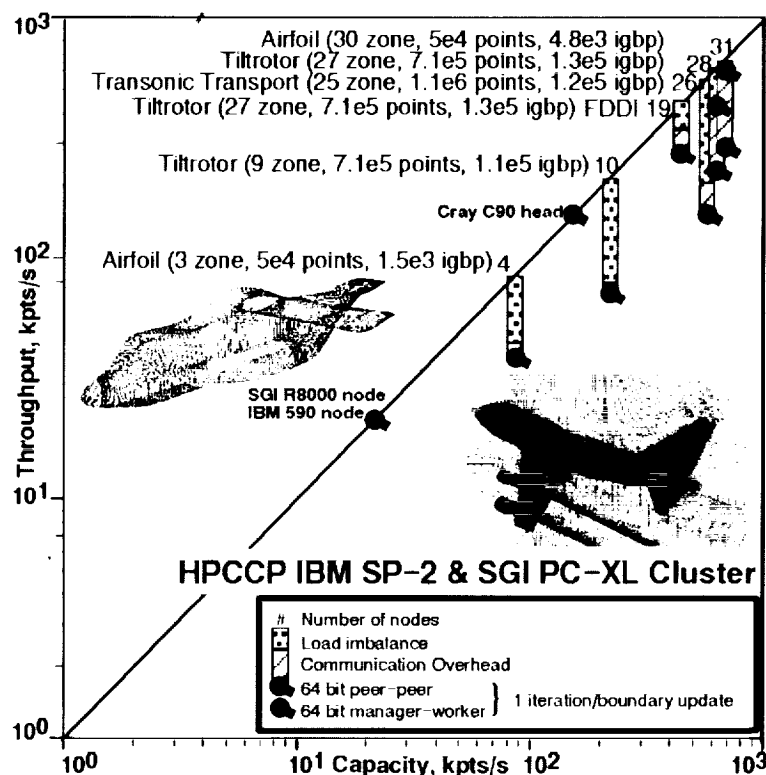 10³
Airfoil (30 zone, 5e4 points, 4.8e3 igbp) 31
Tiltrotor (27 zone, 7.1e5 points, 1.3e5 igbp) 28
Transonic Transport (25 zone, 1.1e6 points, 1.2e5 igbp) 26
Tiltrotor (27 zone, 7.1e5 points, 1.3e5 igbp) FDDI 19
Tiltrotor (9 zone, 7.1e5 points, 1.1e5 igbp) 10
Cray C90 head
10²
Airfoil (3 zone, 5e4 points, 1.5e3 igbp) 4
Throughput, kpts/s
SGI R8000 node
IBM 590 node
10¹
HPCCP IBM SP-2 & SGI PC-XL Cluster
# Number of nodes
Load imbalance
Communication Overhead
64 bit peer-peer
64 bit manager-worker
} 1 iteration/boundary update
10⁰
10⁰ 10¹ Capacity, kpts/s 10² 10³